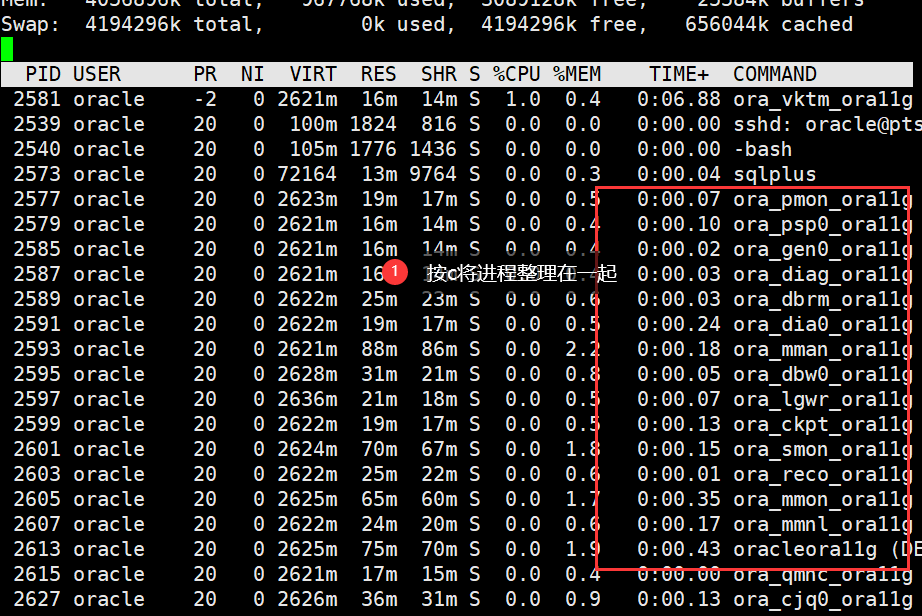 Mem: 4056896k total, 967768k used, 3089128k free, 23584k buffers
Swap: 4194296k total, 0k used, 4194296k free, 656044k cached
PID USER PR NI VIRT RES SHR S %CPU %MEM TIME+ COMMAND
2581 oracle -2 0 2621m 16m 14m S 1.0 0.4 0:06.88 ora_vktm_ora11g
2539 oracle 20 0 100m 1824 816 S 0.0 0.0 0:00.00 sshd: oracle@pts
2540 oracle 20 0 105m 1776 1436 S 0.0 0.0 0:00.00 -bash
2573 oracle 20 0 72164 13m 9764 S 0.0 0.3 0:00.04 sqlplus
2577 oracle 20 0 2623m 19m 17m S 0.0 0.5 0:00.07 ora_pmon_ora11g
2579 oracle 20 0 2621m 16m 14m S 0.0 0.4 0:00.10 ora_psp0_ora11g
2585 oracle 20 0 2621m 16m 14m S 0.0 0.4 0:00.02 ora_gen0_ora11g
2587 oracle 20 0 2621m 16 1 按c将进程整理在一起 0:00.03 ora_diag_ora11g
2589 oracle 20 0 2622m 25m 23m S 0.0 0.6 0:00.03 ora_dbrm_ora11g
2591 oracle 20 0 2622m 19m 17m S 0.0 0.5 0:00.24 ora_dia0_ora11g
2593 oracle 20 0 2621m 88m 86m S 0.0 2.2 0:00.18 ora_mman_ora11g
2595 oracle 20 0 2628m 31m 21m S 0.0 0.8 0:00.05 ora_dbw0_ora11g
2597 oracle 20 0 2636m 21m 18m S 0.0 0.5 0:00.07 ora_lgwr_ora11g
2599 oracle 20 0 2622m 19m 17m S 0.0 0.5 0:00.13 ora_ckpt_ora11g
2601 oracle 20 0 2624m 70m 67m S 0.0 1.8 0:00.15 ora_smon_ora11g
2603 oracle 20 0 2622m 25m 22m S 0.0 0.6 0:00.01 ora_reco_ora11g
2605 oracle 20 0 2625m 65m 60m S 0.0 1.7 0:00.35 ora_mmon_ora11g
2607 oracle 20 0 2622m 24m 20m S 0.0 0.6 0:00.17 ora_mmnl_ora11g
2613 oracle 20 0 2625m 75m 70m S 0.0 1.9 0:00.43 oracleora11g (DE
2615 oracle 20 0 2621m 17m 15m S 0.0 0.4 0:00.00 ora_qmnc_ora11g
2627 oracle 20 0 2626m 36m 31m S 0.0 0.9 0:00.13 ora_cjq0_ora11g